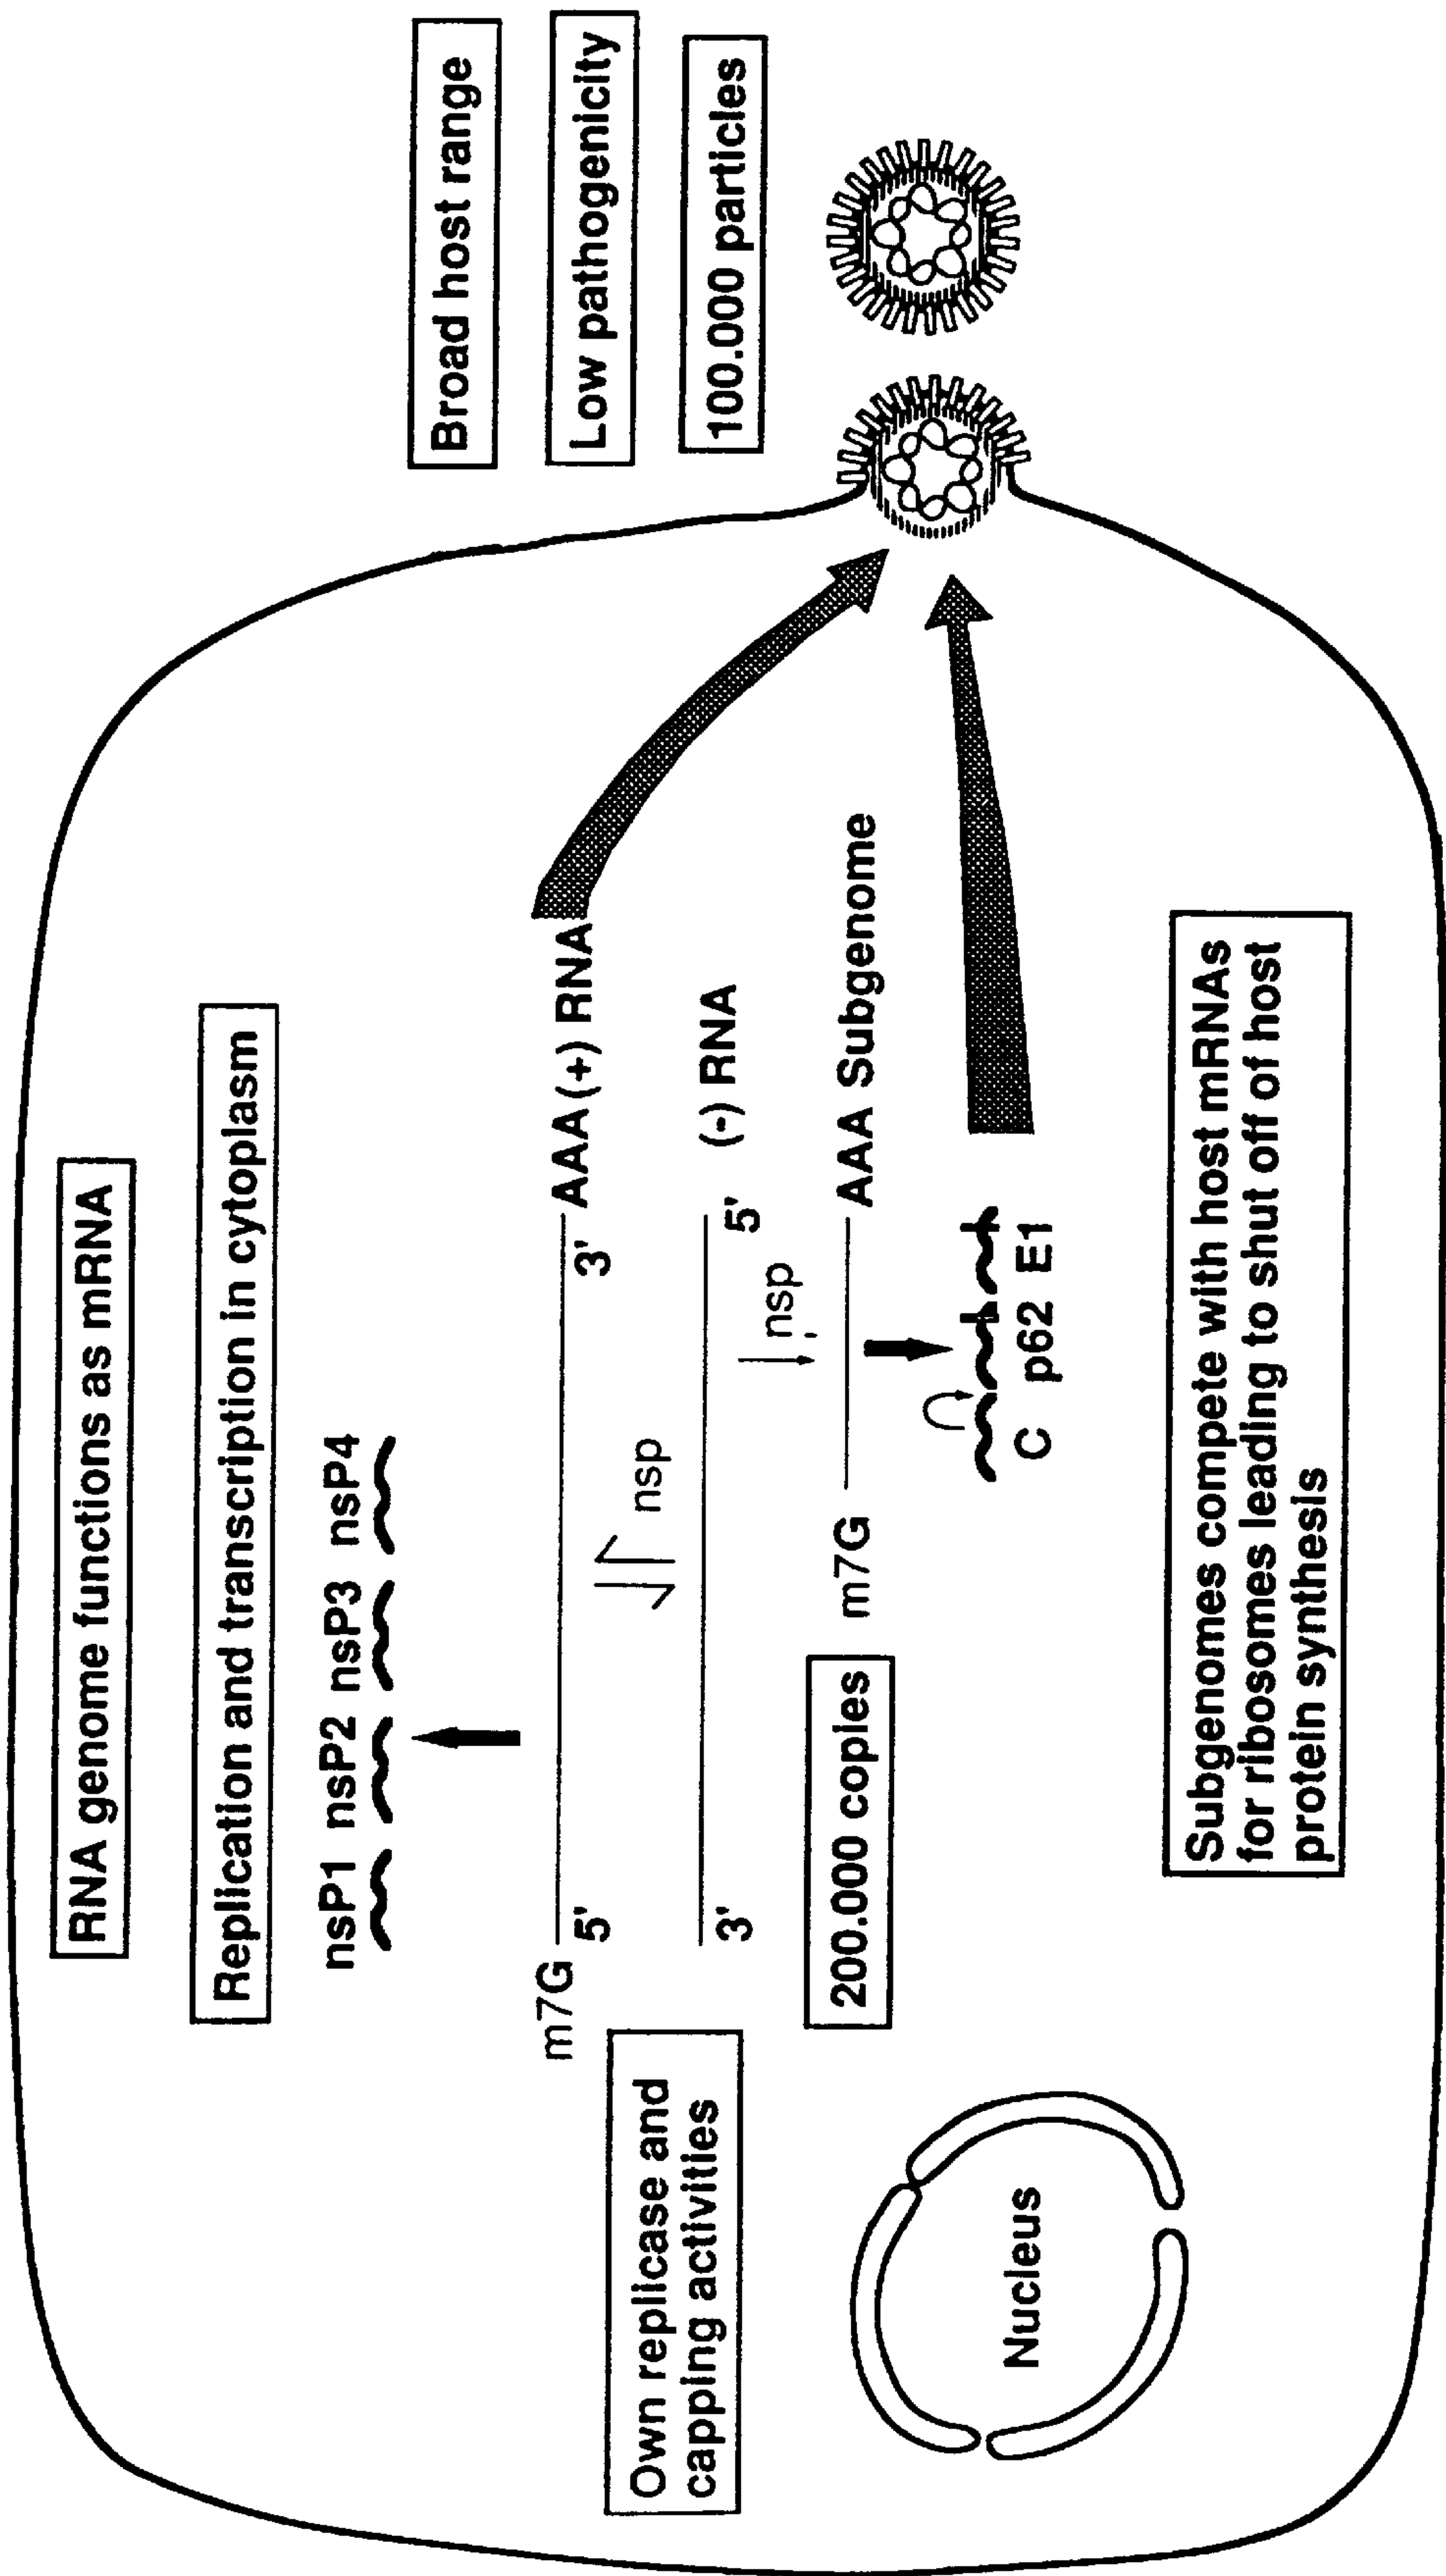 RNA genome functions as mRNA
Replication and transcription in cytoplasm
nsP1 nsP2 nsP3 nsP4
m7G
5'
3'
AAA (+) RNA
nsp
3'
5'
(-) RNA
nsp
Own replicase and
capping activities
200.000 copies
m7G
AAA Subgenome
C p62 E1
Nucleus
Subgenomes compete with host mRNAs
for ribosomes leading to shut off of host
protein synthesis
Broad host range
Low pathogenicity
100.000 particles